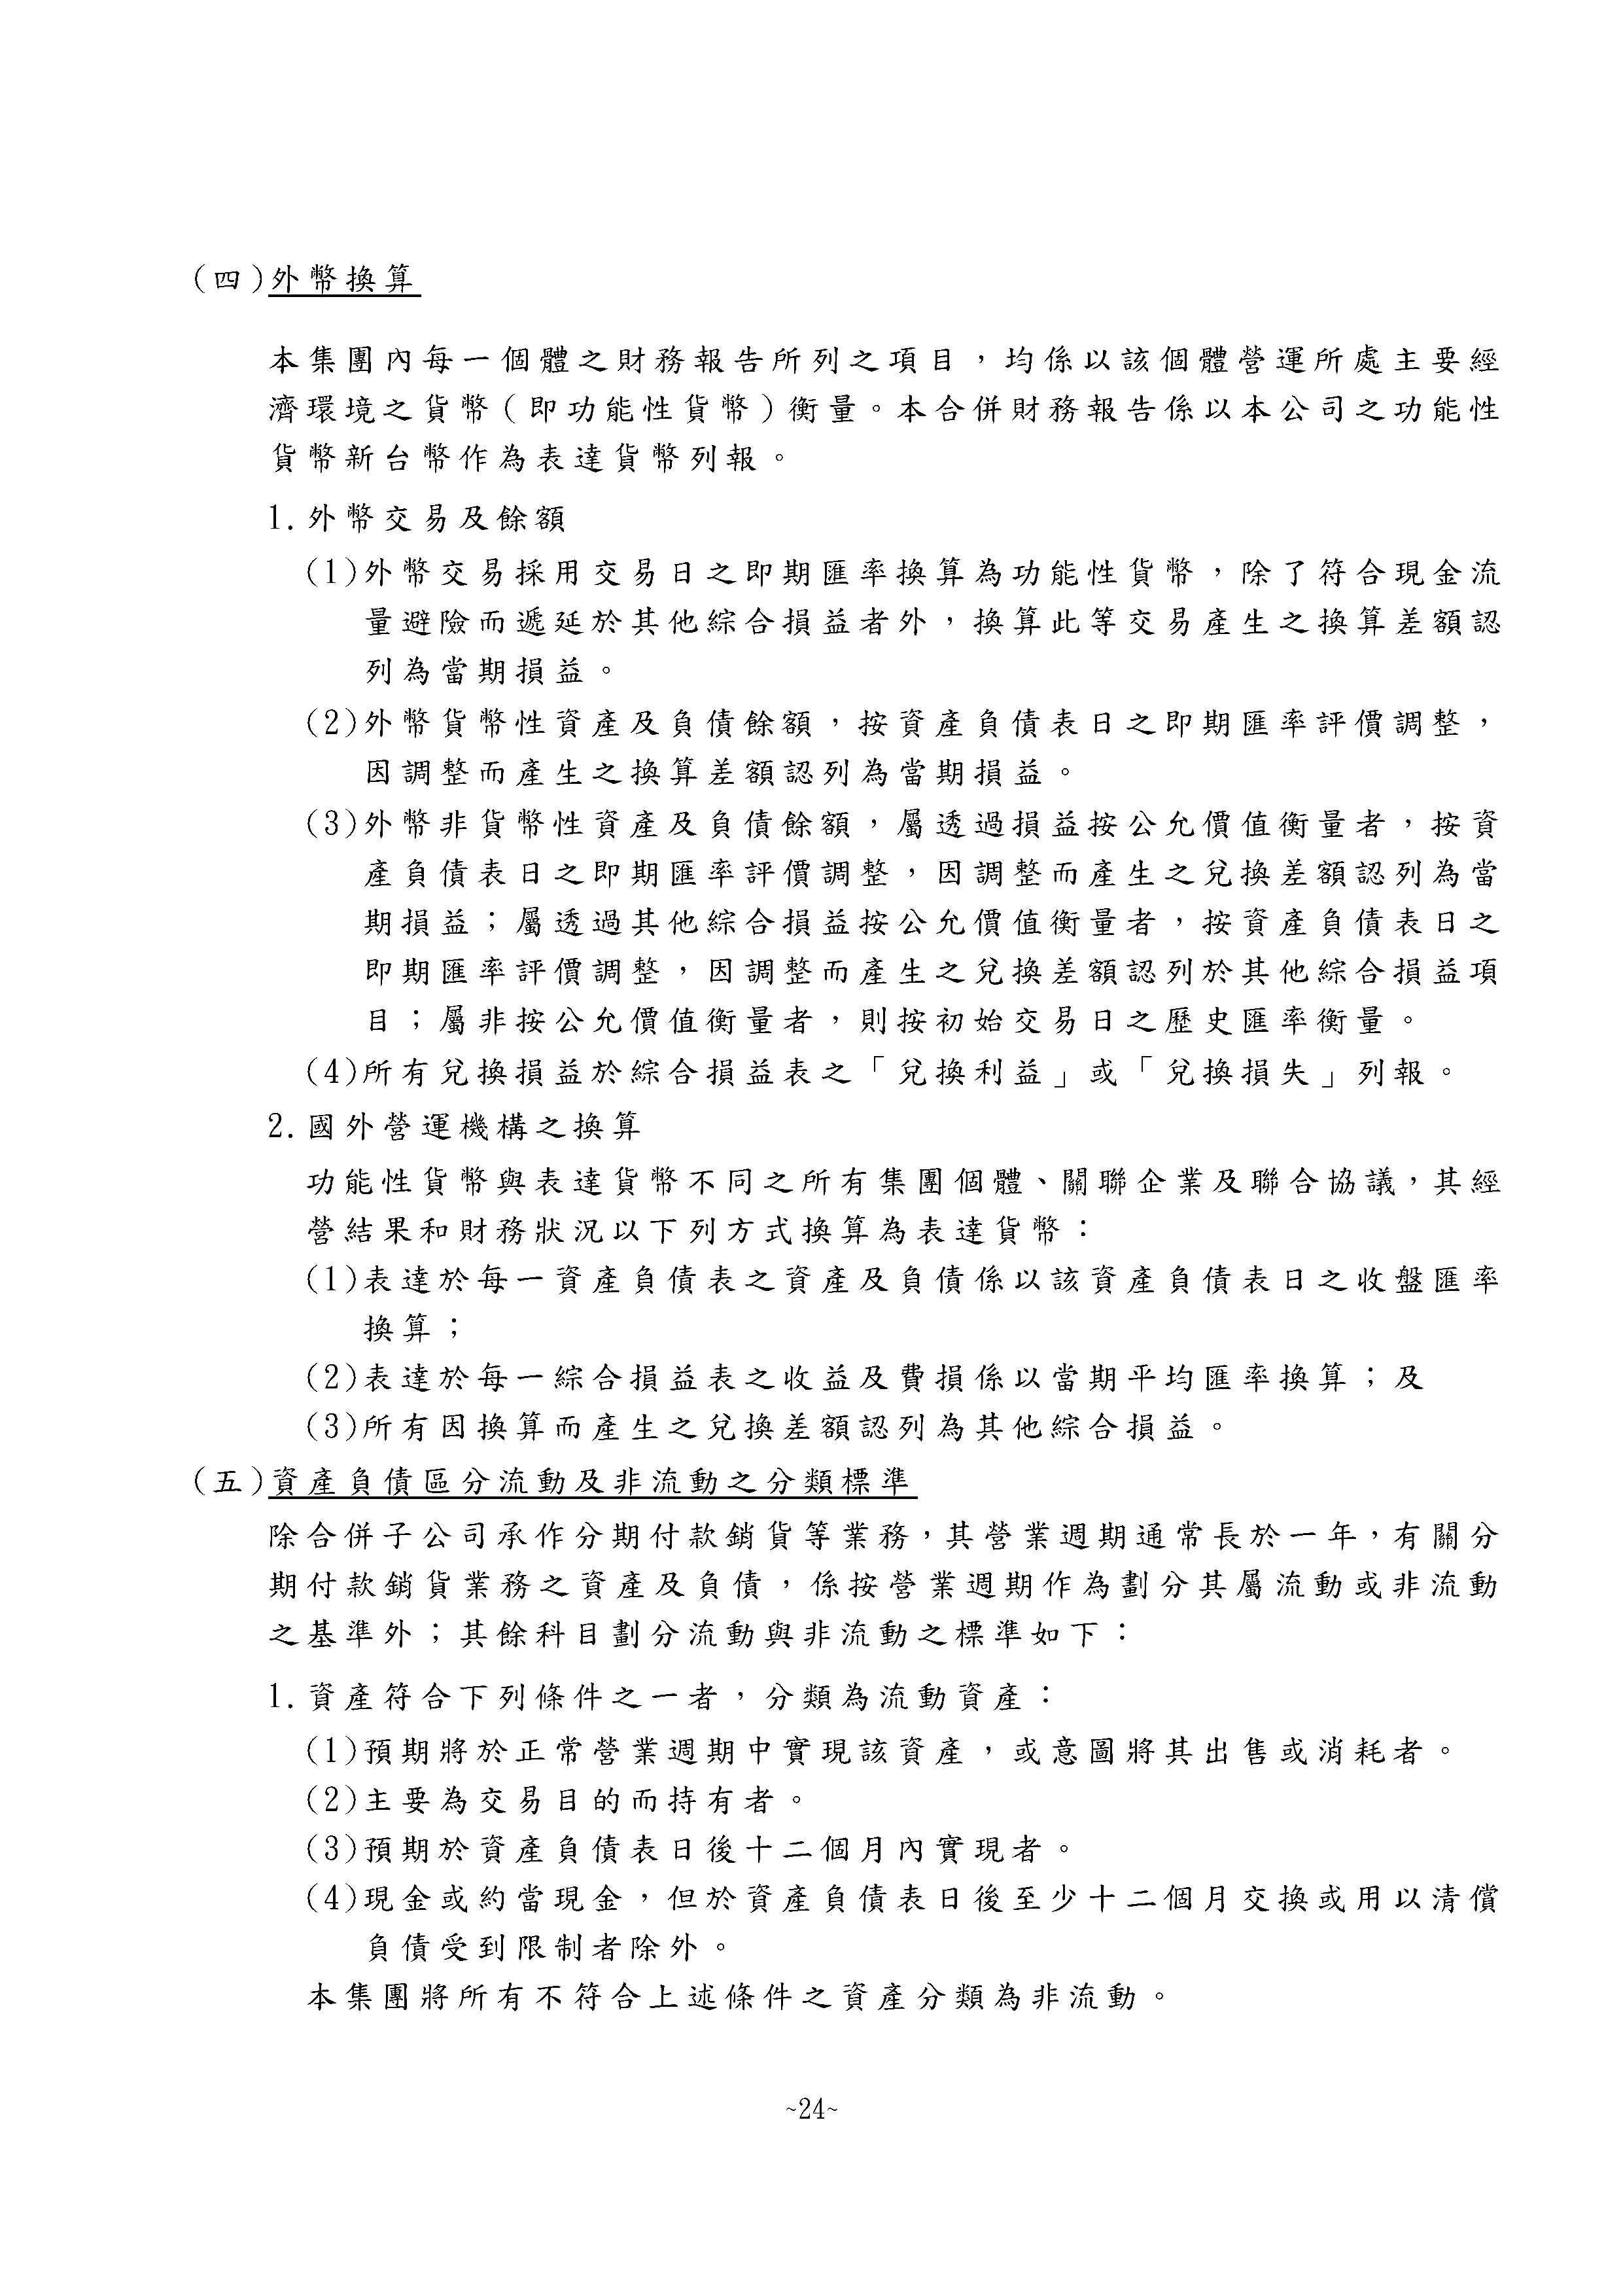 (四)外幣換算
本集團內每一個體之財務報告所列之項目，均係以該個體營運所處主要經
濟環境之貨幣(即功能性貨幣)衡量。本合併財務報告係以本公司之功能性
貨幣新台幣作為表達貨幣列報。
1.外幣交易及餘額
(1)外幣交易採用交易日之即期匯率換算為功能性貨幣，除了符合現金流
量避險而遞延於其他綜合損益者外，換算此等交易產生之換算差額認
列為當期損益。
(2)外幣貨幣性資產及負債餘額，按資產負債表日之即期匯率評價調整，
因調整而產生之換算差額認列為當期損益。
(3)外幣非貨幣性資產及負債餘額，屬透過損益按公允價值衡量者，按資
產負債表日之即期匯率評價調整，因調整而產生之兌換差額認列為當
期損益；屬透過其他綜合損益按公允價值衡量者，按資產負債表日之
即期匯率評價調整，因調整而產生之兌換差額認列於其他綜合損益項
目；屬非按公允價值衡量者，則按初始交易日之歷史匯率衡量。
(4)所有兌換損益於綜合損益表之「兌換利益」或「兌換損失」列報。
2.國外營運機構之換算
功能性貨幣與表達貨幣不同之所有集團個體、關聯企業及聯合協議，其經
營結果和財務狀況以下列方式換算為表達貨幣：
(1)表達於每一資產負債表之資產及負債係以該資產負債表日之收盤匯率
換算；
(2)表達於每一綜合損益表之收益及費損係以當期平均匯率換算；及
(3)所有因換算而產生之兌換差額認列為其他綜合損益。
(五)資產負債區分流動及非流動之分類標準
除合併子公司承作分期付款銷貨等業務，其營業週期通常長於一年，有關分
期付款銷貨業務之資產及負債，係按營業週期作為劃分其屬流動或非流動
之基準外；其餘科目劃分流動與非流動之標準如下：
1.資產符合下列條件之一者，分類為流動資產：
(1)預期將於正常營業週期中實現該資產，或意圖將其出售或消耗者。
(2)主要為交易目的而持有者。
(3)預期於資產負債表日後十二個月內實現者。
(4)現金或約當現金，但於資產負債表日後至少十二個月交換或用以清償
負債受到限制者除外。
本集團將所有不符合上述條件之資產分類為非流動。
~24~